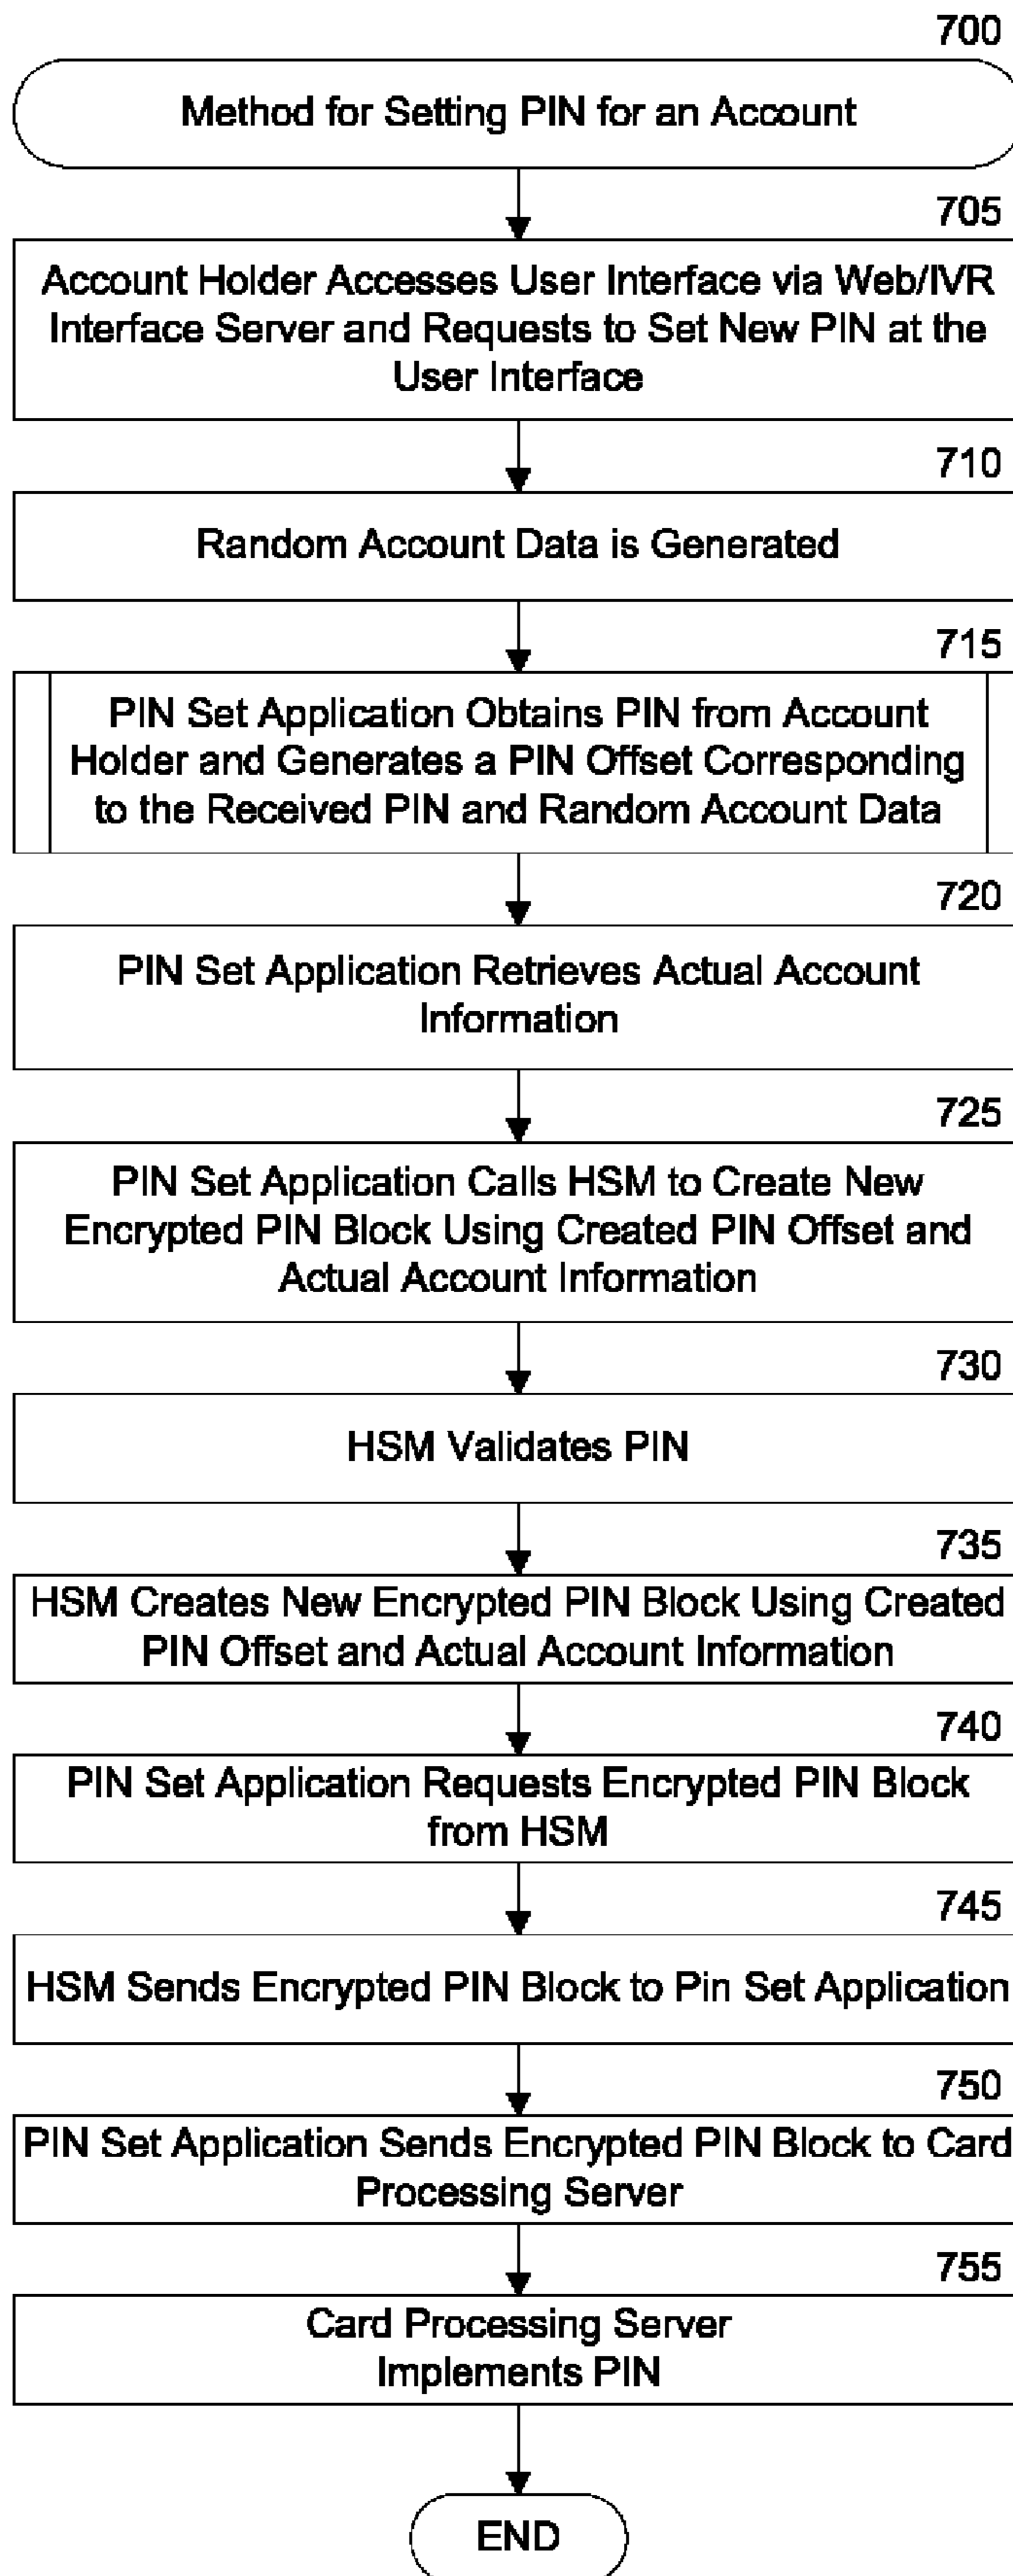 700
Method for Setting PIN for an Account
705
Account Holder Accesses User Interface via Web/IVR
Interface Server and Requests to Set New PIN at the
User Interface
710
Random Account Data is Generated
715
PIN Set Application Obtains PIN from Account
Holder and Generates a PIN Offset Corresponding
to the Received PIN and Random Account Data
720
PIN Set Application Retrieves Actual Account
Information
725
PIN Set Application Calls HSM to Create New
Encrypted PIN Block Using Created PIN Offset and
Actual Account Information
730
HSM Validates PIN
735
HSM Creates New Encrypted PIN Block Using Created
PIN Offset and Actual Account Information
740
PIN Set Application Requests Encrypted PIN Block
from HSM
745
HSM Sends Encrypted PIN Block to Pin Set Application
750
PIN Set Application Sends Encrypted PIN Block to Card
Processing Server
755
Card Processing Server
Implements PIN
END